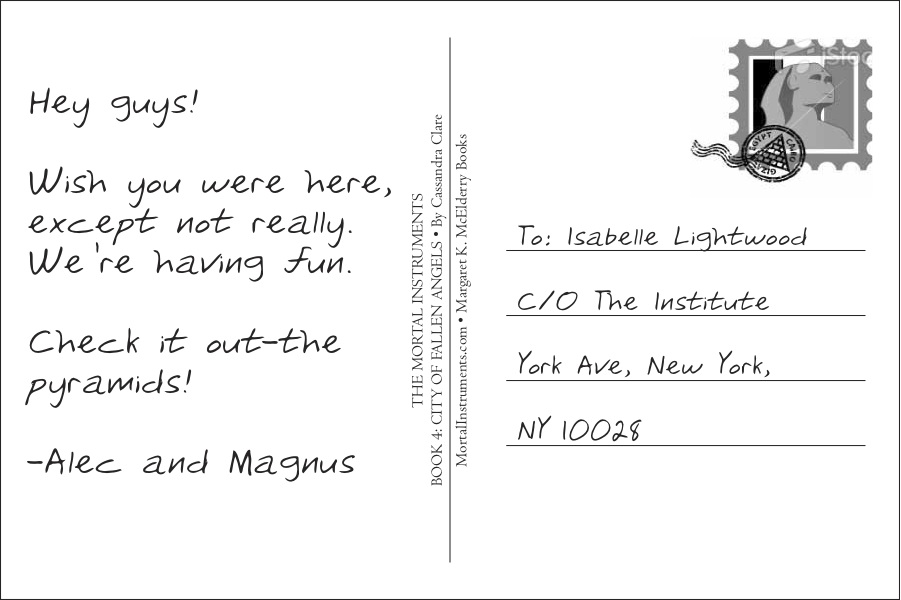 Hey guys!
Wish you were here,
except not really.
We're having fun.
Check it out-the
pyramids!
-Alec and Magnus
THE MORTAL INSTRUMENTS
BOOK 4: CITY OF FALLEN ANGELS • By Cassandra Clare
MortalInstruments.com • Margaret K. McElderry Books
iStoc
EGYPT CAIRO GIZA
To: Isabelle Lightwood
C/O The Institute
York Ave, New York,
NY 10028